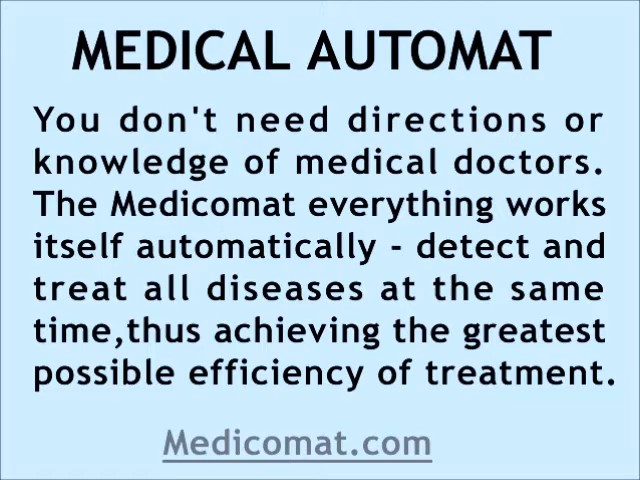 MEDICAL AUTOMAT
You don't need directions or
knowledge of medical doctors.
The Medicomat everything works
itself automatically - detect and
treat all diseases at the same
time,thus achieving the greatest
possible efficiency of treatment.
Medicomat.com